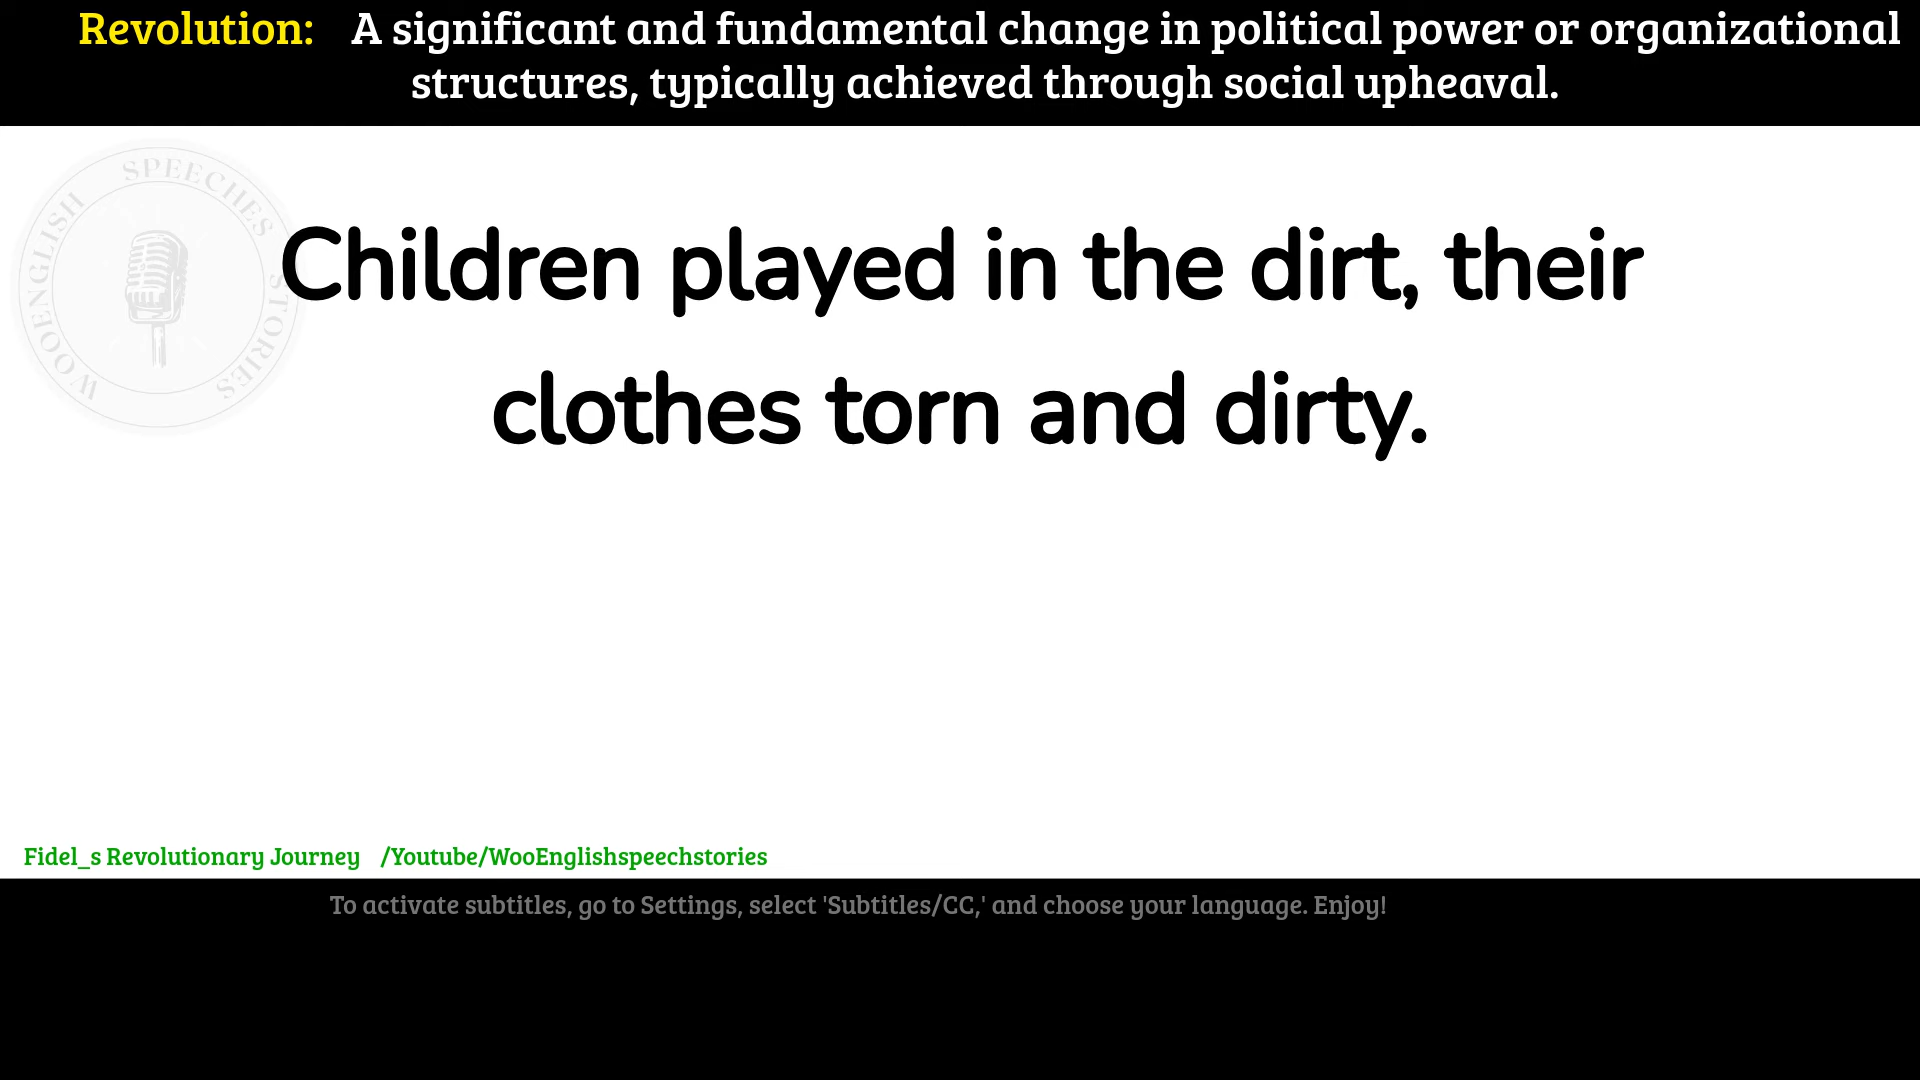 Revolution: A significant and fundamental change in political power or organizational
structures, typically achieved through social upheaval.
WOOENGLISH SPEECHES STORIES
Children played in the dirt, their
clothes torn and dirty.
Fidel_s Revolutionary Journey /Youtube/WooEnglishspeechstories
To activate subtitles, go to Settings, select 'Subtitles/CC,' and choose your language. Enjoy!